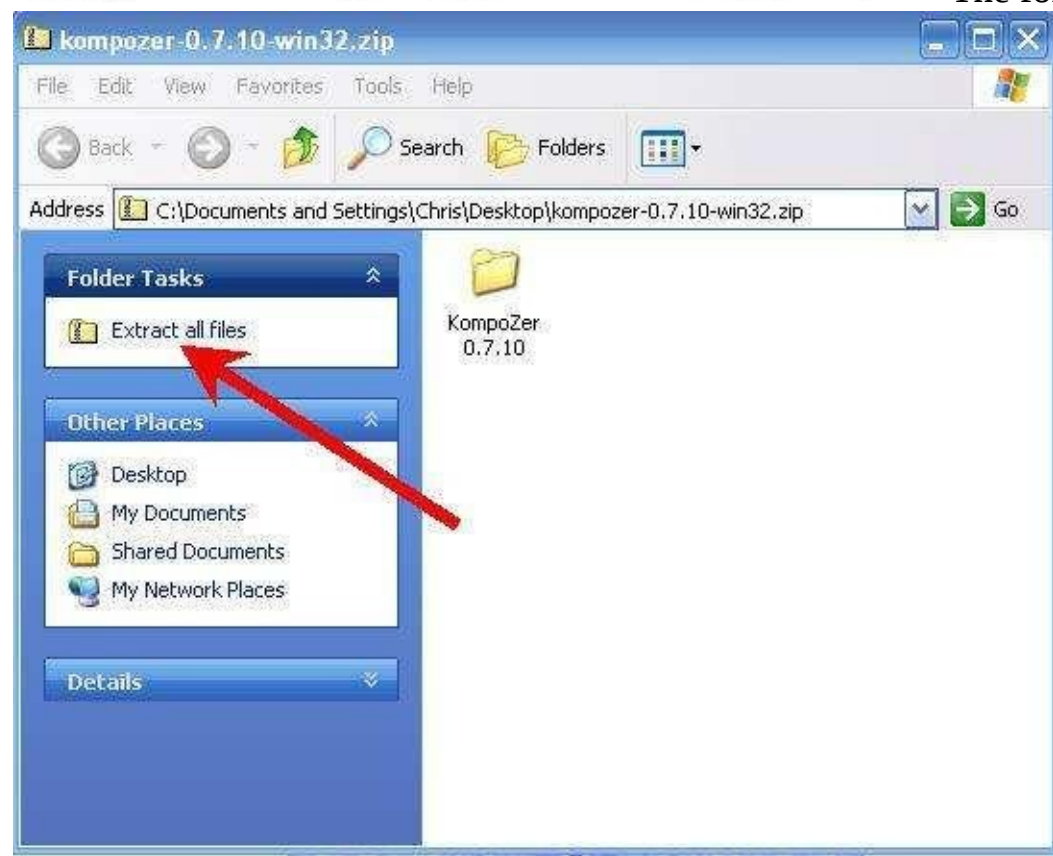 The fo
kompozer-0.7.10-win32.zip
File Edit View Favorites Tools Help
Back Search Folders
Address C:\Documents and Settings\Chris\Desktop\kompozer-0.7.10-win32.zip Go
Folder Tasks
Extract all files
KompoZer
0.7.10
Other Places
Desktop
My Documents
Shared Documents
My Network Places
Details